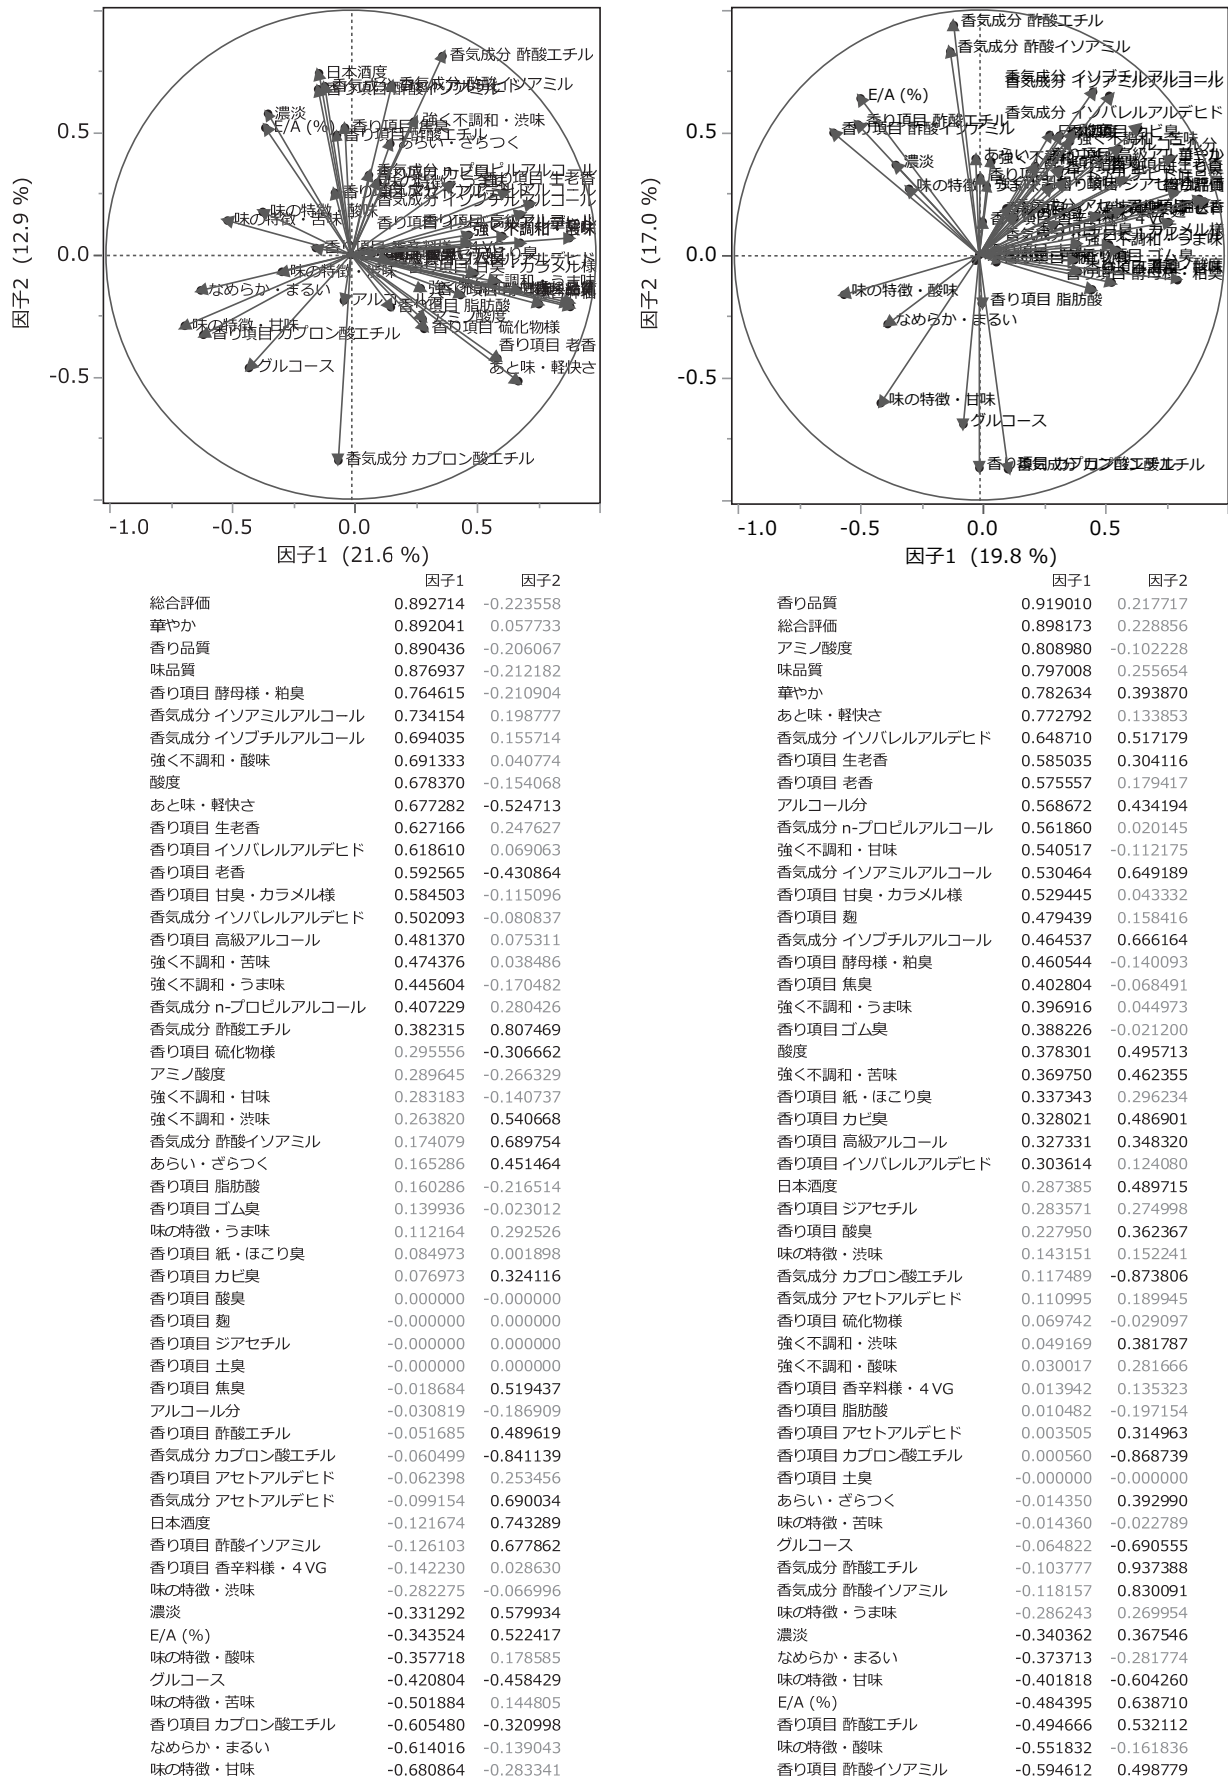 香気成分 酢酸エチル
日本酒度
濃淡
E/A (%)
強く不調和・渋味
あらい・ざらつく
味の特徴・酸味
味の特徴・苦味
なめらか・まるい
味の特徴・甘味
香り項目 カプロン酸エチル
グルコース
香り項目 脂肪酸
アミノ酸度
香り項目 硫化物様
香り項目 老香
あと味・軽快さ
香気成分 カプロン酸エチル
0.5
0.0
-0.5
因子2 (12.9 %)
-1.0 -0.5 0.0 0.5
因子1 (21.6 %)
香気成分 酢酸エチル
香気成分 酢酸イソアミル
香気成分 イソバレルアルデヒド
E/A (%)
香り項目 酢酸エチル
香り項目 酢酸イソアミル
濃淡
味の特徴・酸味
香り項目 脂肪酸
なめらか・まるい
味の特徴・甘味
グルコース
0.5
0.0
-0.5
因子2 (17.0 %)
-1.0 -0.5 0.0 0.5
因子1 (19.8 %)
因子1 因子2
総合評価 0.892714 -0.223558
華やか 0.892041 0.057733
香り品質 0.890436 -0.206067
味品質 0.876937 -0.212182
香り項目 酵母様・粕臭 0.764615 -0.210904
香気成分 イソアミルアルコール 0.734154 0.198777
香気成分 イソブチルアルコール 0.694035 0.155714
強く不調和・酸味 0.691333 0.040774
酸度 0.678370 -0.154068
あと味・軽快さ 0.677282 -0.524713
香り項目 生老香 0.627166 0.247627
香り項目 イソバレルアルデヒド 0.618610 0.069063
香り項目 老香 0.592565 -0.430864
香り項目 甘臭・カラメル様 0.584503 -0.115096
香気成分 イソバレルアルデヒド 0.502093 -0.080837
香り項目 高級アルコール 0.481370 0.075311
強く不調和・苦味 0.474376 0.038486
強く不調和・うま味 0.445604 -0.170482
香気成分 n-プロピルアルコール 0.407229 0.280426
香気成分 酢酸エチル 0.382315 0.807469
香り項目 硫化物様 0.295556 -0.306662
アミノ酸度 0.289645 -0.266329
強く不調和・甘味 0.283183 -0.140737
強く不調和・渋味 0.263820 0.540668
香気成分 酢酸イソアミル 0.174079 0.689754
あらい・ざらつく 0.165286 0.451464
香り項目 脂肪酸 0.160286 -0.216514
香り項目 ゴム臭 0.139936 -0.023012
味の特徴・うま味 0.112164 0.292526
香り項目 紙・ほこり臭 0.084973 0.001898
香り項目 カビ臭 0.076973 0.324116
香り項目 酸臭 0.000000 -0.000000
香り項目 麹 -0.000000 0.000000
香り項目 ジアセチル -0.000000 0.000000
香り項目 土臭 -0.000000 0.000000
香り項目 焦臭 -0.018684 0.519437
アルコール分 -0.030819 -0.186909
香り項目 酢酸エチル -0.051685 0.489619
香気成分 カプロン酸エチル -0.060499 -0.841139
香り項目 アセトアルデヒド -0.062398 0.253456
香気成分 アセトアルデヒド -0.099154 0.690034
日本酒度 -0.121674 0.743289
香り項目 酢酸イソアミル -0.126103 0.677862
香り項目 香辛料様・４VG -0.142230 0.028630
味の特徴・渋味 -0.282275 -0.066996
濃淡 -0.331292 0.579934
E/A (%) -0.343524 0.522417
味の特徴・酸味 -0.357718 0.178585
グルコース -0.420804 -0.458429
味の特徴・苦味 -0.501884 0.144805
香り項目 カプロン酸エチル -0.605480 -0.320998
なめらか・まるい -0.614016 -0.139043
味の特徴・甘味 -0.680864 -0.283341
因子1 因子2
香り品質 0.919010 0.217717
総合評価 0.898173 0.228856
アミノ酸度 0.808980 -0.102228
味品質 0.797008 0.255654
華やか 0.782634 0.393870
あと味・軽快さ 0.772792 0.133853
香気成分 イソバレルアルデヒド 0.648710 0.517179
香り項目 生老香 0.585035 0.304116
香り項目 老香 0.575557 0.179417
アルコール分 0.568672 0.434194
香気成分 n-プロピルアルコール 0.561860 0.020145
強く不調和・甘味 0.540517 -0.112175
香気成分 イソアミルアルコール 0.530464 0.649189
香り項目 甘臭・カラメル様 0.529445 0.043332
香り項目 麹 0.479439 0.158416
香気成分 イソブチルアルコール 0.464537 0.666164
香り項目 酵母様・粕臭 0.460544 -0.140093
香り項目 焦臭 0.402804 -0.068491
強く不調和・うま味 0.396916 0.044973
香り項目 ゴム臭 0.388226 -0.021200
酸度 0.378301 0.495713
強く不調和・苦味 0.369750 0.462355
香り項目 紙・ほこり臭 0.337343 0.296234
香り項目 カビ臭 0.328021 0.486901
香り項目 高級アルコール 0.327331 0.348320
香り項目 イソバレルアルデヒド 0.303614 0.124080
日本酒度 0.287385 0.489715
香り項目 ジアセチル 0.283571 0.274998
香り項目 酸臭 0.227950 0.362367
味の特徴・渋味 0.143151 0.152241
香気成分 カプロン酸エチル 0.117489 -0.873806
香気成分 アセトアルデヒド 0.110995 0.189945
香り項目 硫化物様 0.069742 -0.029097
強く不調和・渋味 0.049169 0.381787
強く不調和・酸味 0.030017 0.281666
香り項目 香辛料様・４VG 0.013942 0.135323
香り項目 脂肪酸 0.010482 -0.197154
香り項目 アセトアルデヒド 0.003505 0.314963
香り項目 カプロン酸エチル 0.000560 -0.868739
香り項目 土臭 -0.000000 -0.000000
あらい・ざらつく -0.014350 0.392990
味の特徴・苦味 -0.014360 -0.022789
グルコース -0.064822 -0.690555
香気成分 酢酸エチル -0.103777 0.937388
香気成分 酢酸イソアミル -0.118157 0.830091
味の特徴・うま味 -0.286243 0.269954
濃淡 -0.340362 0.367546
なめらか・まるい -0.373713 -0.281774
味の特徴・甘味 -0.401818 -0.604260
E/A (%) -0.484395 0.638710
香り項目 酢酸エチル -0.494666 0.532112
味の特徴・酸味 -0.551832 -0.161836
香り項目 酢酸イソアミル -0.594612 0.498779